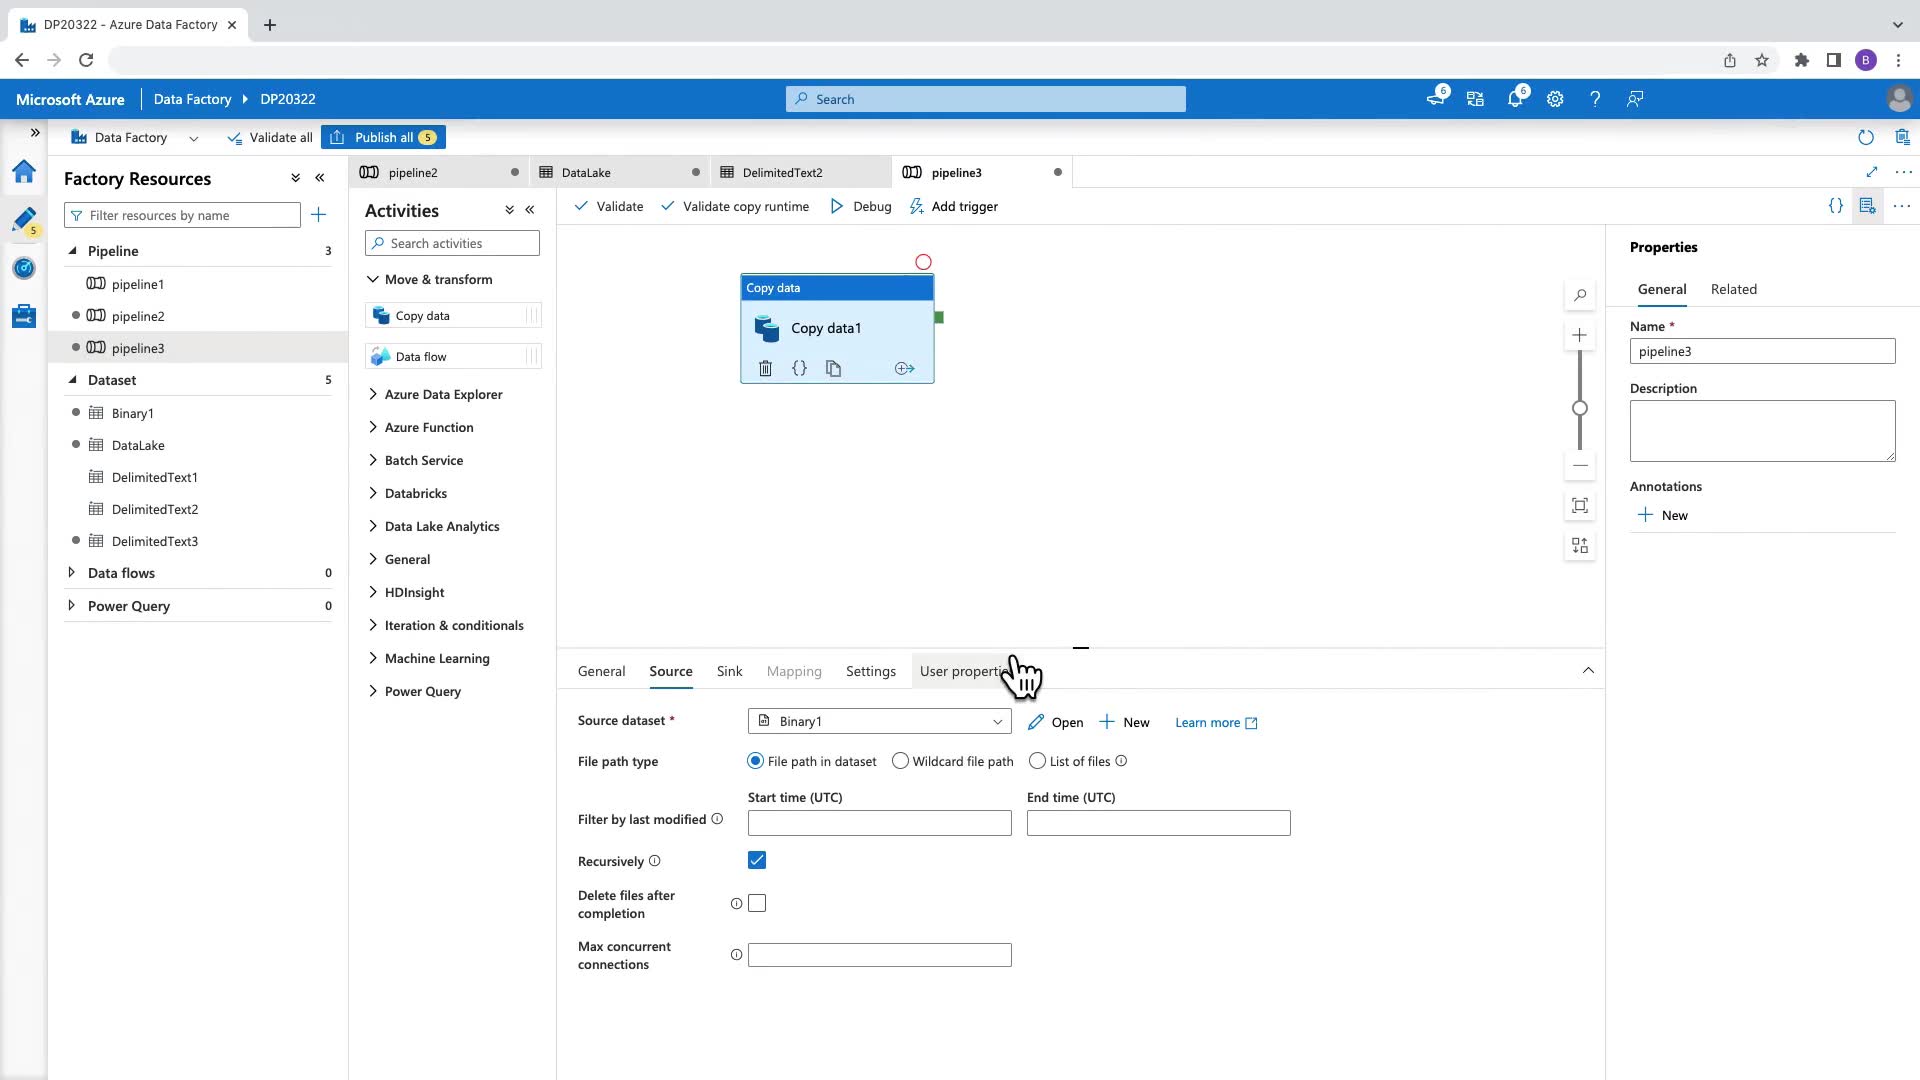 DP20322 - Azure Data Factory
B
Microsoft Azure
Data Factory
DP20322
Search
6
6
Data Factory
Validate all
Publish all
5
Factory Resources
Filter resources by name
5
Pipeline
3
pipeline1
pipeline2
pipeline3
Dataset
5
Binary1
DataLake
DelimitedText1
DelimitedText2
DelimitedText3
Data flows
0
Power Query
0
pipeline2
DataLake
DelimitedText2
pipeline3
Activities
Search activities
Move & transform
Copy data
Data flow
Azure Data Explorer
Azure Function
Batch Service
Databricks
Data Lake Analytics
General
HDInsight
Iteration & conditionals
Machine Learning
Power Query
Validate
Validate copy runtime
Debug
Add trigger
{}
Copy data
Copy data1
{}
General
Source
Sink
Mapping
Settings
User properti
Source dataset *
Binary1
Open
New
Learn more
File path type
File path in dataset
Wildcard file path
List of files
Start time (UTC)
End time (UTC)
Filter by last modified
Recursively
Delete files after
completion
Max concurrent
connections
Properties
General
Related
Name *
pipeline3
Description
Annotations
New